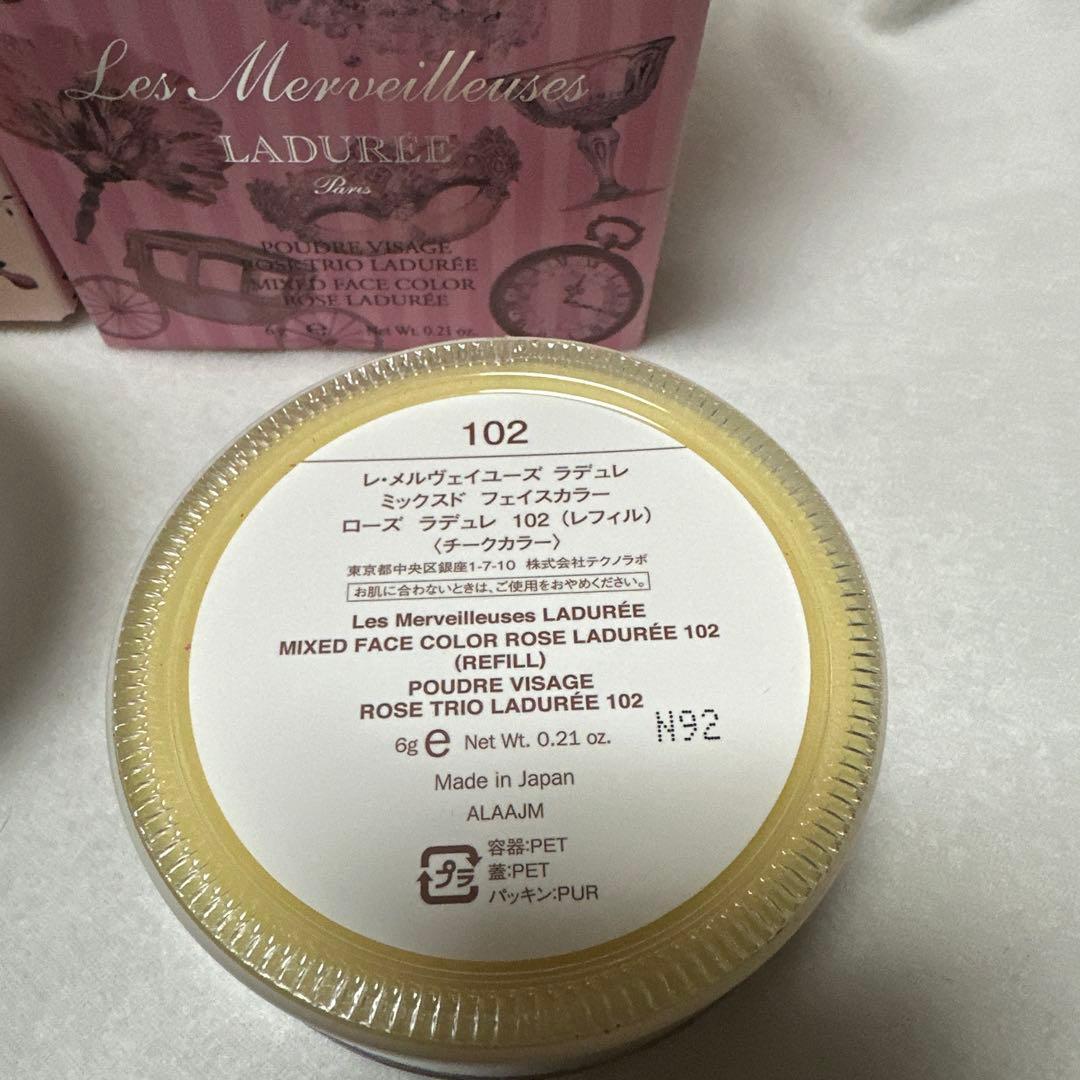 Les Merveilleuses
LADURÉE
Paris
POUDRE VISAGE
ROSE TRIO LADURÉE
MIXED FACE COLOR
ROSE LADURÉE
6g e Net Wt. 0.21 oz.
102
レ・メルヴェイユーズ ラデュレ
ミックスド フェイスカラー
ローズ ラデュレ 102（レフィル）
〈チークカラー〉
東京都中央区銀座1-7-10 株式会社テクノラボ
お肌に合わないときは、ご使用をおやめください。
Les Merveilleuses LADURÉE
MIXED FACE COLOR ROSE LADURÉE 102
(REFILL)
POUDRE VISAGE
ROSE TRIO LADURÉE 102
6g e Net Wt. 0.21 oz.
N92
Made in Japan
ALAAJM
プラ
容器:PET
蓋:PET
パッキン:PUR